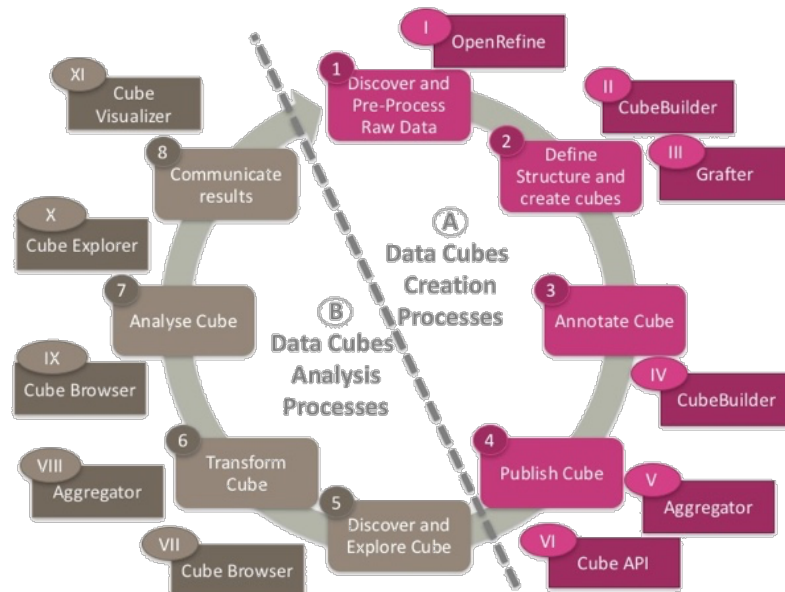 I
OpenRefine
1
Discover and
Pre-Process
Raw Data
II
CubeBuilder
2
Define
Structure and
create cubes
III
Grafter
A
Data Cubes
Creation
Processes
3
Annotate Cube
IV
CubeBuilder
4
Publish Cube
V
Aggregator
VI
Cube API
B
Data Cubes
Analysis
Processes
5
Discover and
Explore Cube
VII
Cube Browser
6
Transform
Cube
VIII
Aggregator
IX
Cube Browser
7
Analyse Cube
X
Cube Explorer
8
Communicate
results
XI
Cube
Visualizer